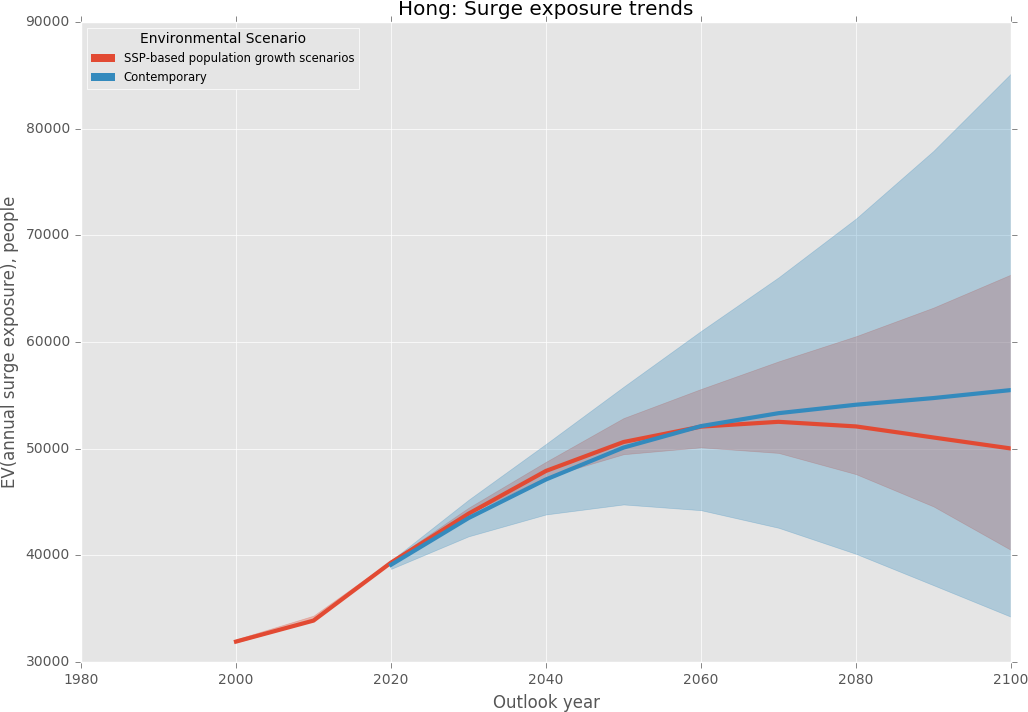 Hong: Surge exposure trends
90000
Environmental Scenario
SSP-based population growth scenarios
Contemporary
80000
70000
60000
50000
40000
30000
EV(annual surge exposure), people
1980 2000 2020 2040 2060 2080 2100
Outlook year